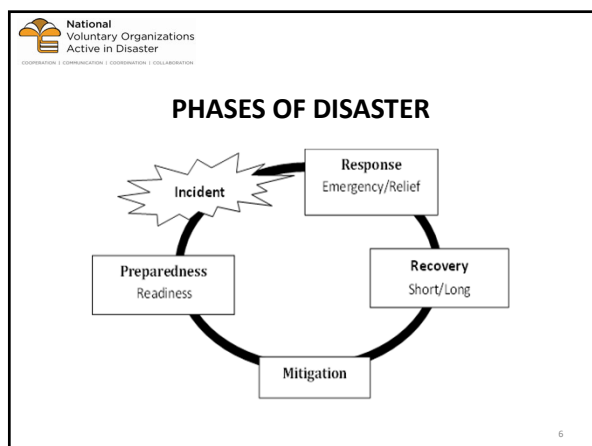 National
Voluntary Organizations
Active in Disaster
COOPERATION | COMMUNICATION | COORDINATION | COLLABORATION
PHASES OF DISASTER
Incident
Response
Emergency/Relief
Preparedness
Readiness
Recovery
Short/Long
Mitigation
6